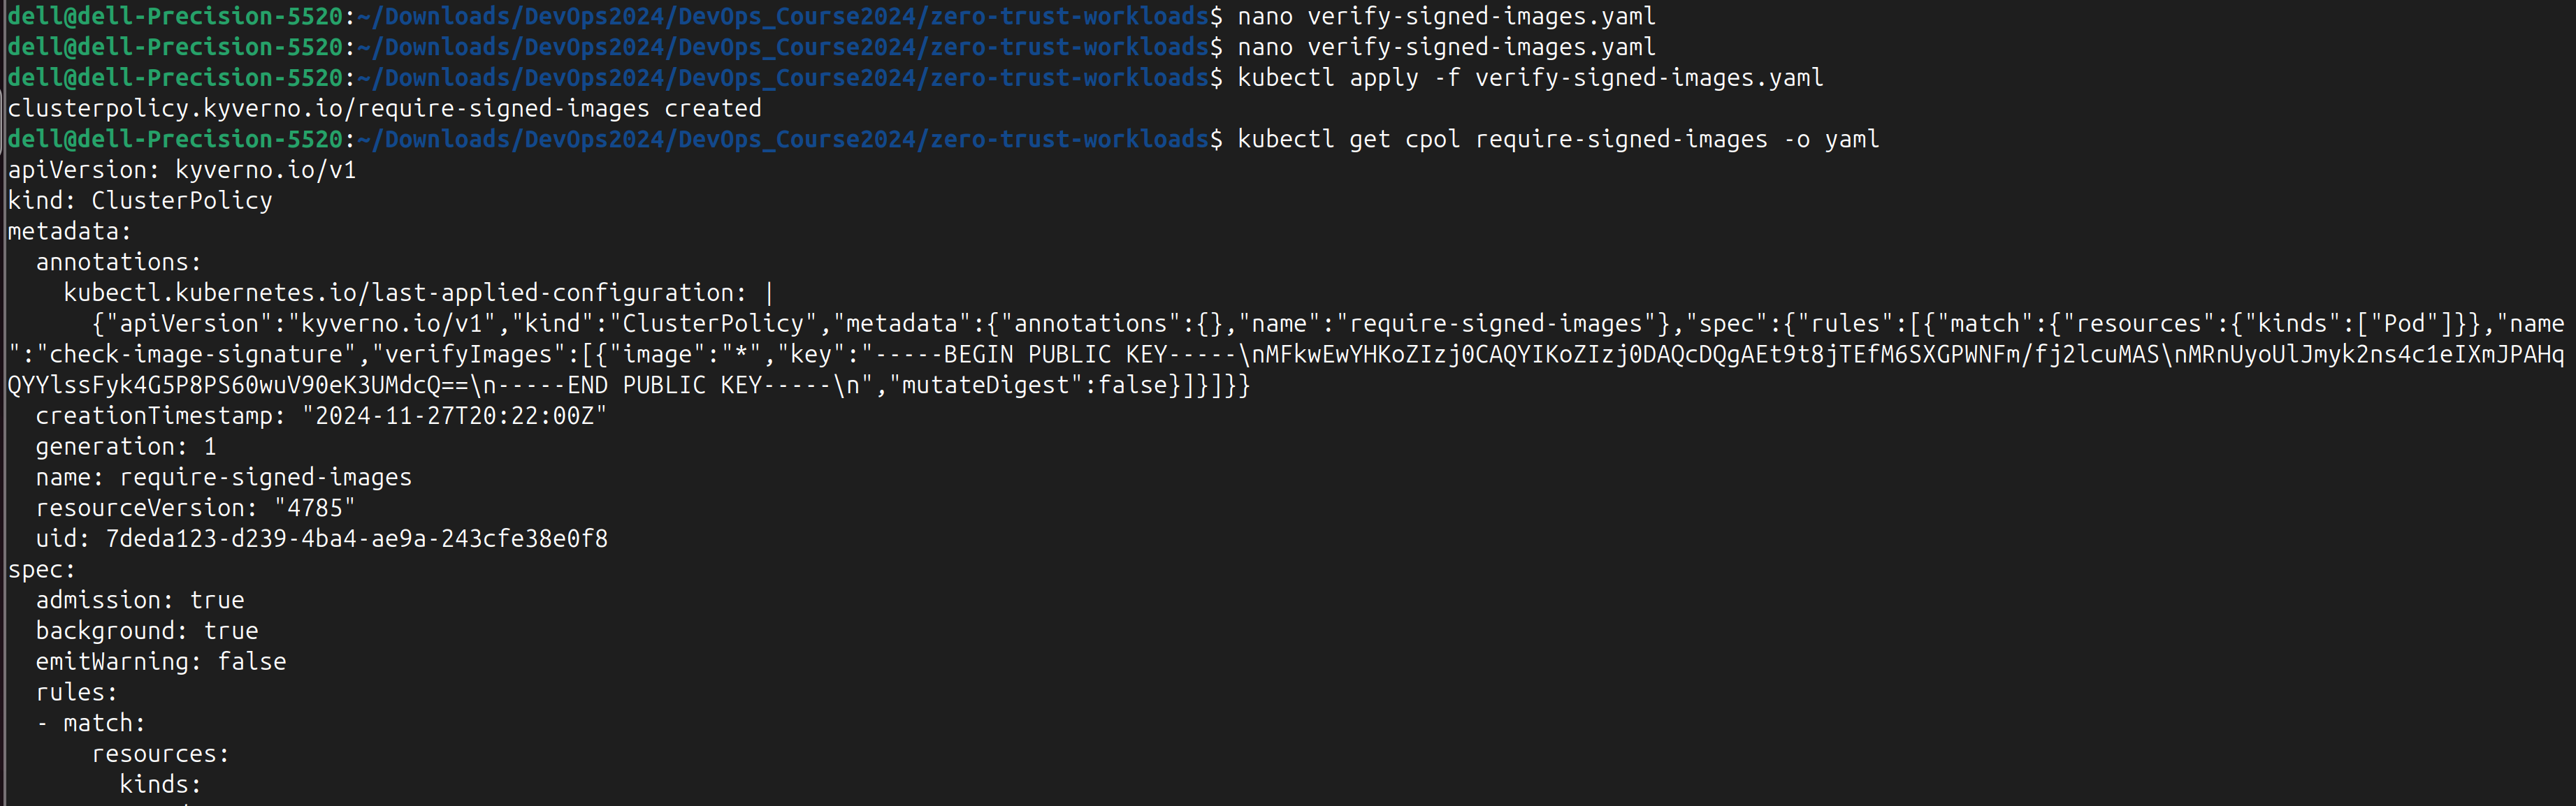 dell@dell-Precision-5520:~/Downloads/DevOps2024/DevOps_Course2024/zero-trust-workloads$ nano verify-signed-images.yaml
dell@dell-Precision-5520:~/Downloads/DevOps2024/DevOps_Course2024/zero-trust-workloads$ nano verify-signed-images.yaml
dell@dell-Precision-5520:~/Downloads/DevOps2024/DevOps_Course2024/zero-trust-workloads$ kubectl apply -f verify-signed-images.yaml
clusterpolicy.kyverno.io/require-signed-images created
dell@dell-Precision-5520:~/Downloads/DevOps2024/DevOps_Course2024/zero-trust-workloads$ kubectl get cpol require-signed-images -o yaml
apiVersion: kyverno.io/v1
kind: ClusterPolicy
metadata:
  annotations:
    kubectl.kubernetes.io/last-applied-configuration: |
      {"apiVersion":"kyverno.io/v1","kind":"ClusterPolicy","metadata":{"annotations":{},"name":"require-signed-images"},"spec":{"rules":[{"match":{"resources":{"kinds":["Pod"]}},"name
":"check-image-signature","verifyImages":[{"image":"*","key":"-----BEGIN PUBLIC KEY-----\nMFkwEwYHKoZIzj0CAQYIKoZIzj0DAQcDQgAEt9t8jTEfM6SXGPWNFm/fj2lcuMAS\nMRnUyoUlJmyk2ns4c1eIXmJPAHq
QYYlssFyk4G5P8PS60wuV90eK3UMdcQ==\n-----END PUBLIC KEY-----\n","mutateDigest":false}]}]}}
  creationTimestamp: "2024-11-27T20:22:00Z"
  generation: 1
  name: require-signed-images
  resourceVersion: "4785"
  uid: 7deda123-d239-4ba4-ae9a-243cfe38e0f8
spec:
  admission: true
  background: true
  emitWarning: false
  rules:
  - match:
      resources:
        kinds: